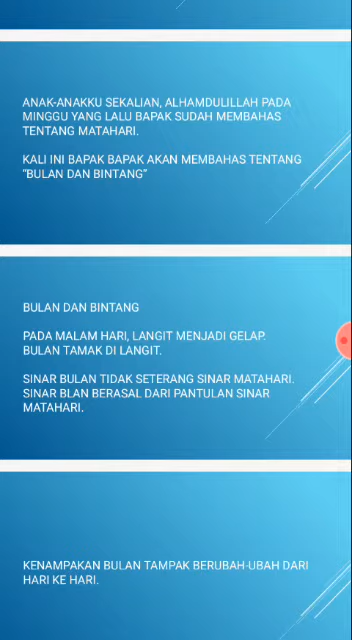 ANAK-ANAKKU SEKALIAN, ALHAMDULILLAH PADA
MINGGU YANG LALU BAPAK SUDAH MEMBAHAS
TENTANG MATAHARI.
KALI INI BAPAK BAPAK AKAN MEMBAHAS TENTANG
"BULAN DAN BINTANG"
BULAN DAN BINTANG
PADA MALAM HARI, LANGIT MENJADI GELAP.
BULAN TAMAK DI LANGIT.
SINAR BULAN TIDAK SETERANG SINAR MATAHARI.
SINAR BLAN BERASAL DARI PANTULAN SINAR
MATAHARI.
KENAMPAKAN BULAN TAMPAK BERUBAH-UBAH DARI
HARI KE HARI.